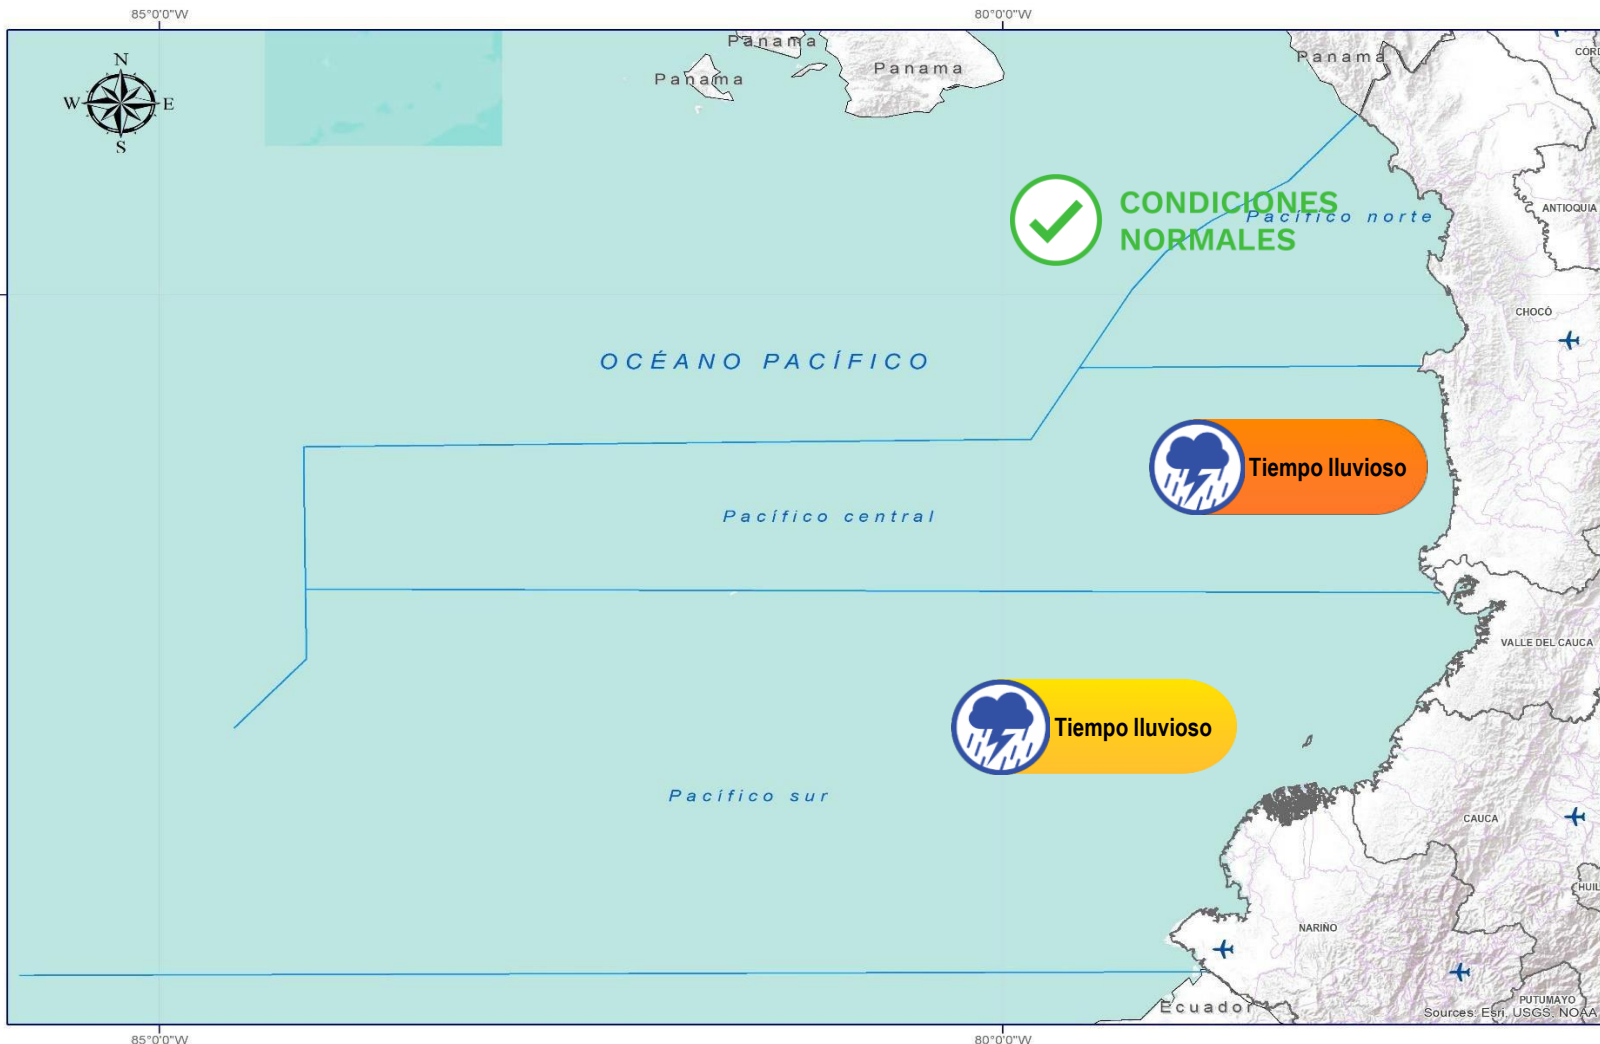 85°0'0"W
80°0'0"W
N
W
E
S
Panama
Panama
Panama
Panama
ANTIOQUIA
CONDICIONES
NORMALES
Pacífico norte
CHOCÓ
OCÉANO PACÍFICO
Tiempo lluvioso
Pacífico central
VALLE DEL CAUCA
Tiempo lluvioso
Pacífico sur
CAUCA
HUIL
NARIÑO
PUTUMAYO
Ecuador
Sources: Esri, USGS, NOAA
85°0'0"W
80°0'0"W